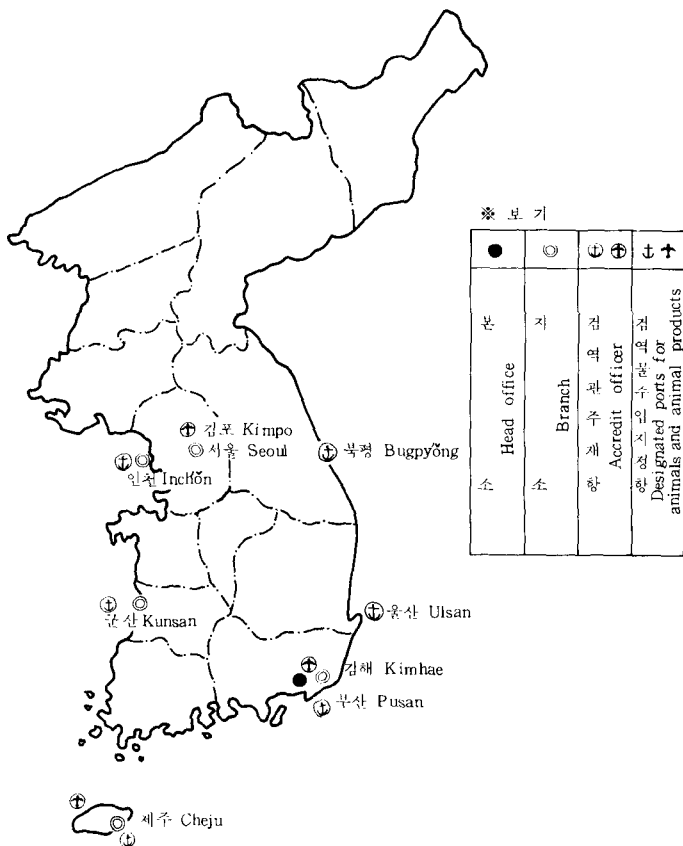 ※ 보 기
본 소
Head office
지 소
Branch
검역관주재항
Accredit officer
검역물수입지정항
Designated ports for
animals and animal products
김포 Kimpo
서울 Seoul
북평 Bugpyŏng
인천 Inckŏn
군산 Kunsan
울산 Ulsan
김해 Kimhae
부산 Pusan
제주 Cheju